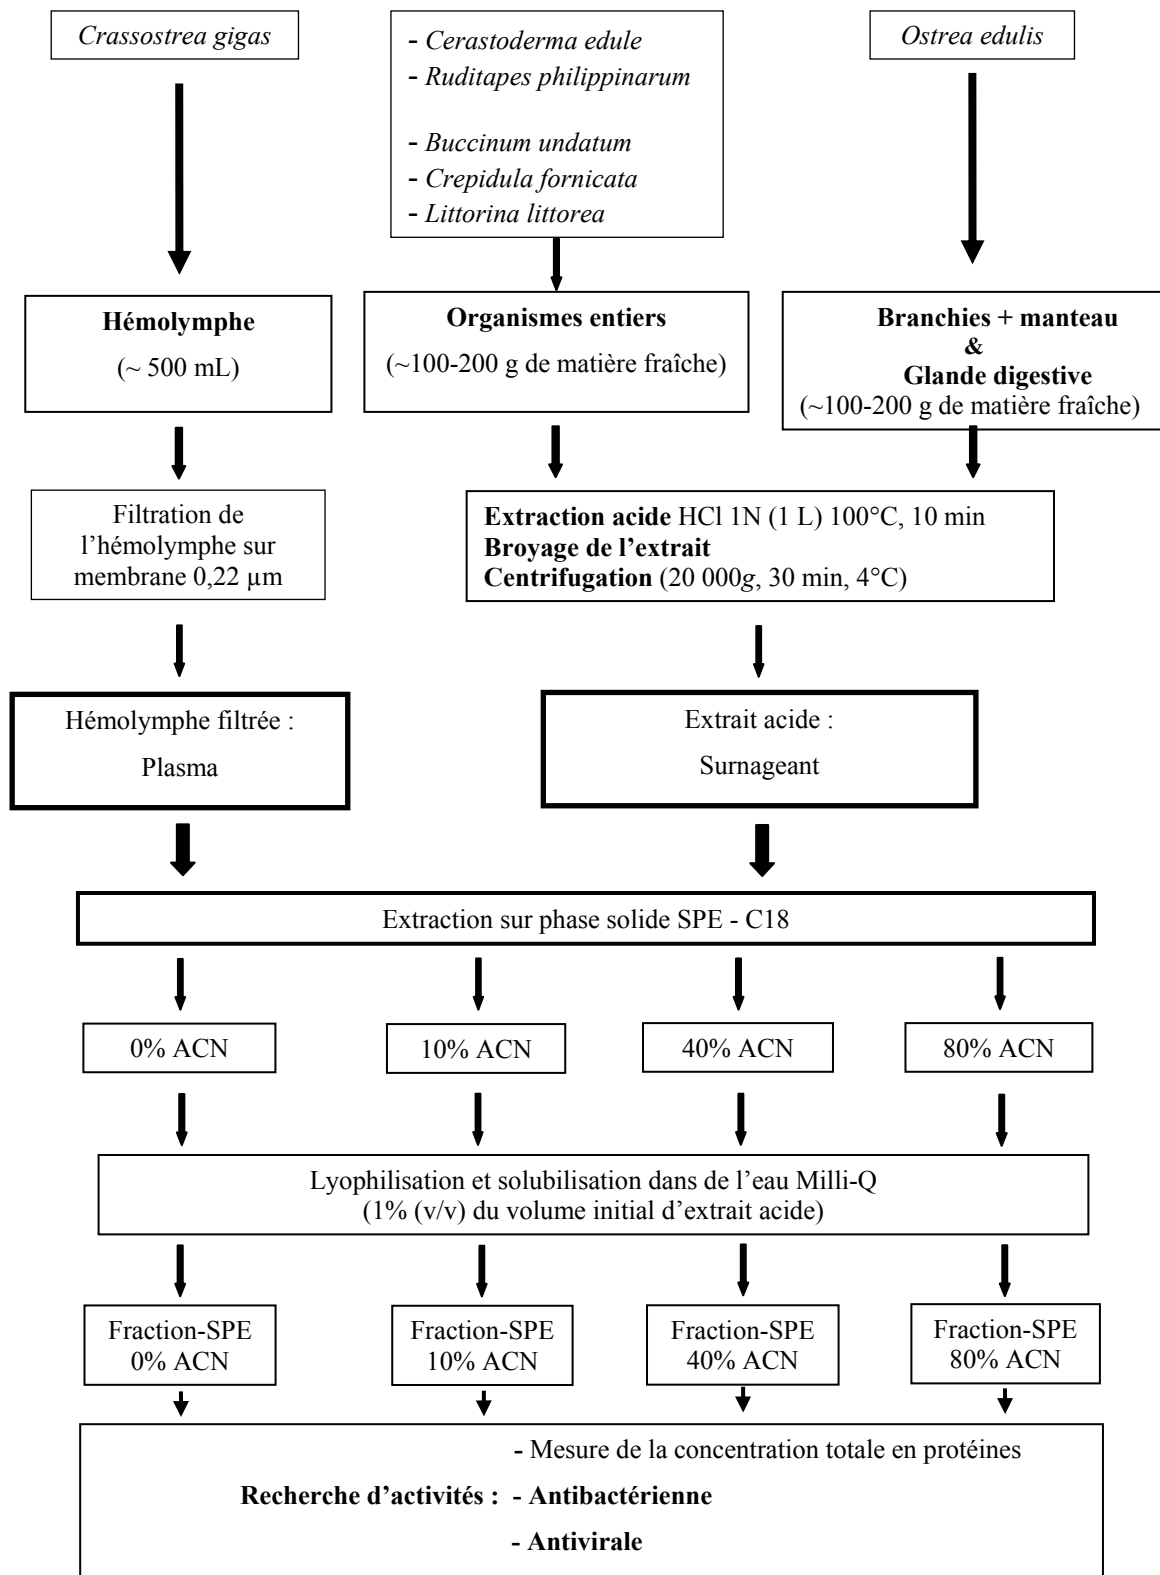 Crassostrea gigas
- Cerastoderma edule
- Ruditapes philippinarum
- Buccinum undatum
- Crepidula fornicata
- Littorina littorea
Ostrea edulis
Hémolymphe
(~ 500 mL)
Organismes entiers
(~100-200 g de matière fraîche)
Branchies + manteau
&
Glande digestive
(~100-200 g de matière fraîche)
Filtration de
l’hémolymphe sur
membrane 0,22 µm
Extraction acide HCl 1N (1 L) 100°C, 10 min
Broyage de l’extrait
Centrifugation (20 000g, 30 min, 4°C)
Hémolymphe filtrée :
Plasma
Extrait acide :
Surnageant
Extraction sur phase solide SPE - C18
0% ACN
10% ACN
40% ACN
80% ACN
Lyophilisation et solubilisation dans de l’eau Milli-Q
(1% (v/v) du volume initial d’extrait acide)
Fraction-SPE
0% ACN
Fraction-SPE
10% ACN
Fraction-SPE
40% ACN
Fraction-SPE
80% ACN
- Mesure de la concentration totale en protéines
Recherche d’activités : - Antibactérienne
- Antivirale